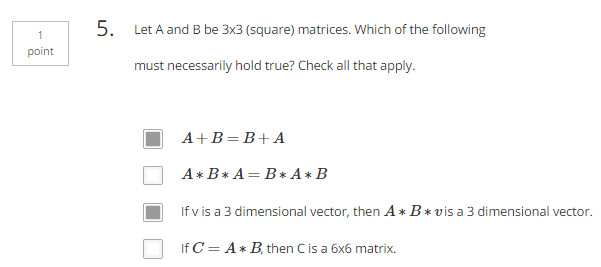 1
point
5. Let A and B be 3x3 (square) matrices. Which of the following
must necessarily hold true? Check all that apply.
A + B = B + A
A * B * A = B * A * B
If v is a 3 dimensional vector, then A * B * v is a 3 dimensional vector.
If C = A * B, then C is a 6x6 matrix.